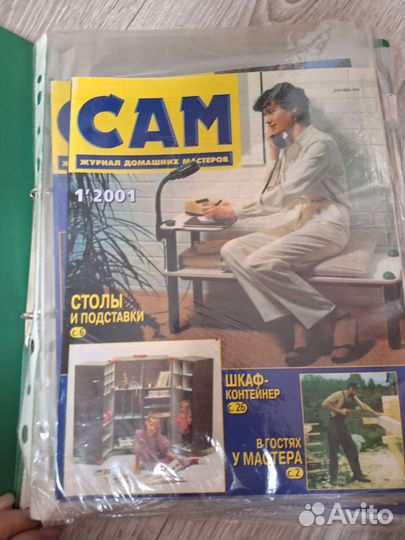 САМ
ЖУРНАЛ ДОМАШНИХ МАСТЕРОВ
1'2001
СТОЛЫ
И ПОДСТАВКИ
с.6
ШКАФ-
КОНТЕЙНЕР
с.26
В ГОСТЯХ
У МАСТЕРА
с.2
Avito